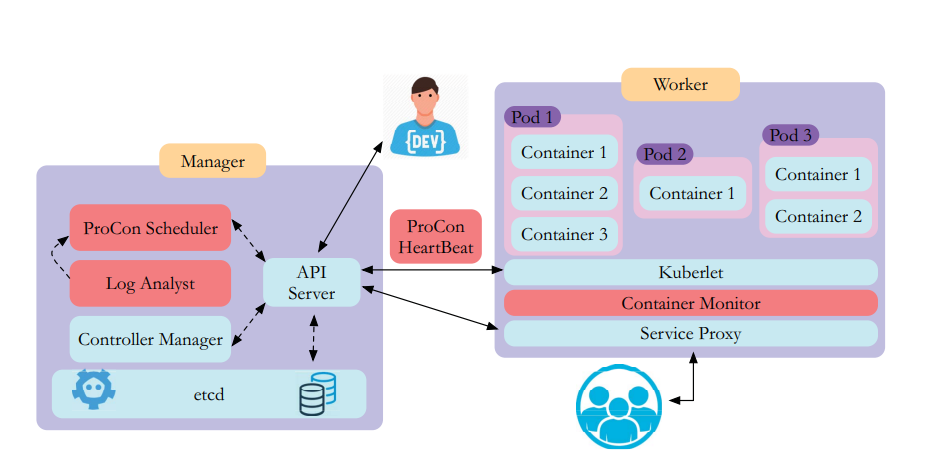 Manager
ProCon Scheduler
Log Analyst
Controller Manager
etcd
API
Server
{DEV}
ProCon
HeartBeat
Worker
Pod 1
Container 1
Container 2
Container 3
Pod 2
Container 1
Pod 3
Container 1
Container 2
Kuberlet
Container Monitor
Service Proxy